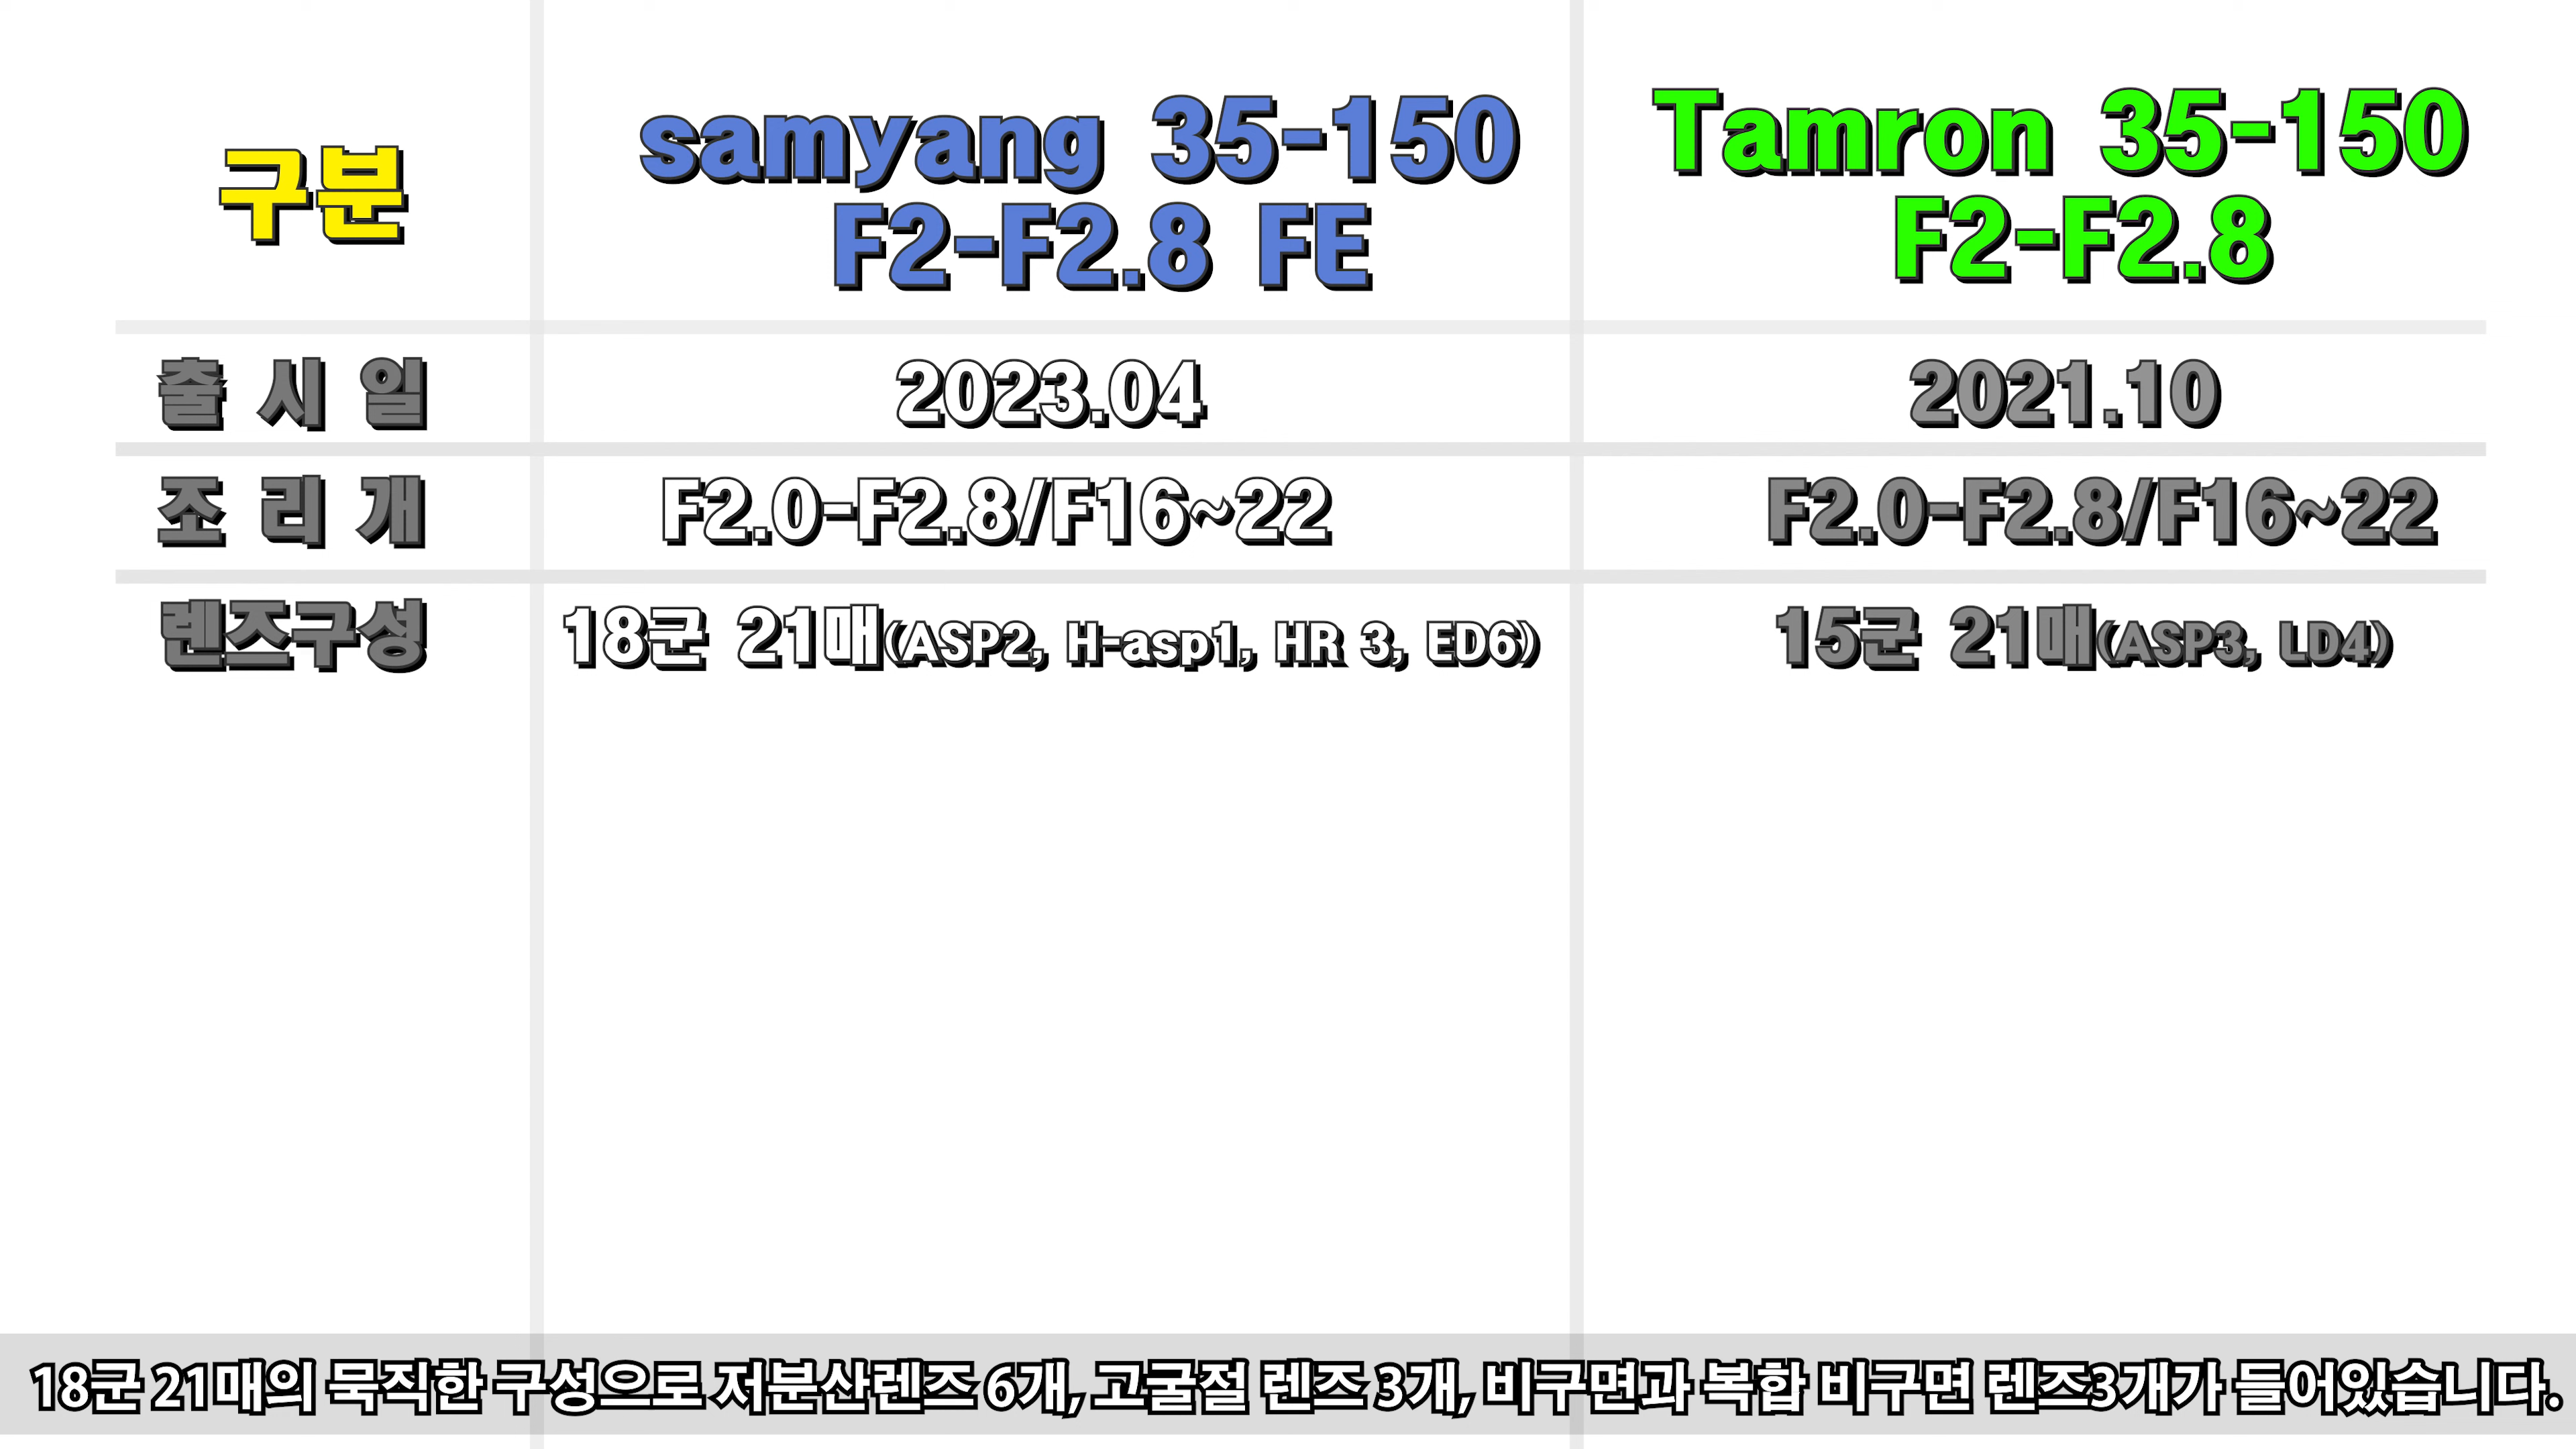 구분
samyang 35-150
F2-F2.8 FE
Tamron 35-150
F2-F2.8
출 시 일
2023.04
2021.10
조 리 개
F2.0-F2.8/F16~22
F2.0-F2.8/F16~22
렌즈구성
18군 21매(ASP2, H-asp1, HR 3, ED6)
15군 21매(ASP3, LD4)
18군 21매의 묵직한 구성으로 저분산렌즈 6개, 고굴절 렌즈 3개, 비구면과 복합 비구면 렌즈3개가 들어있습니다.